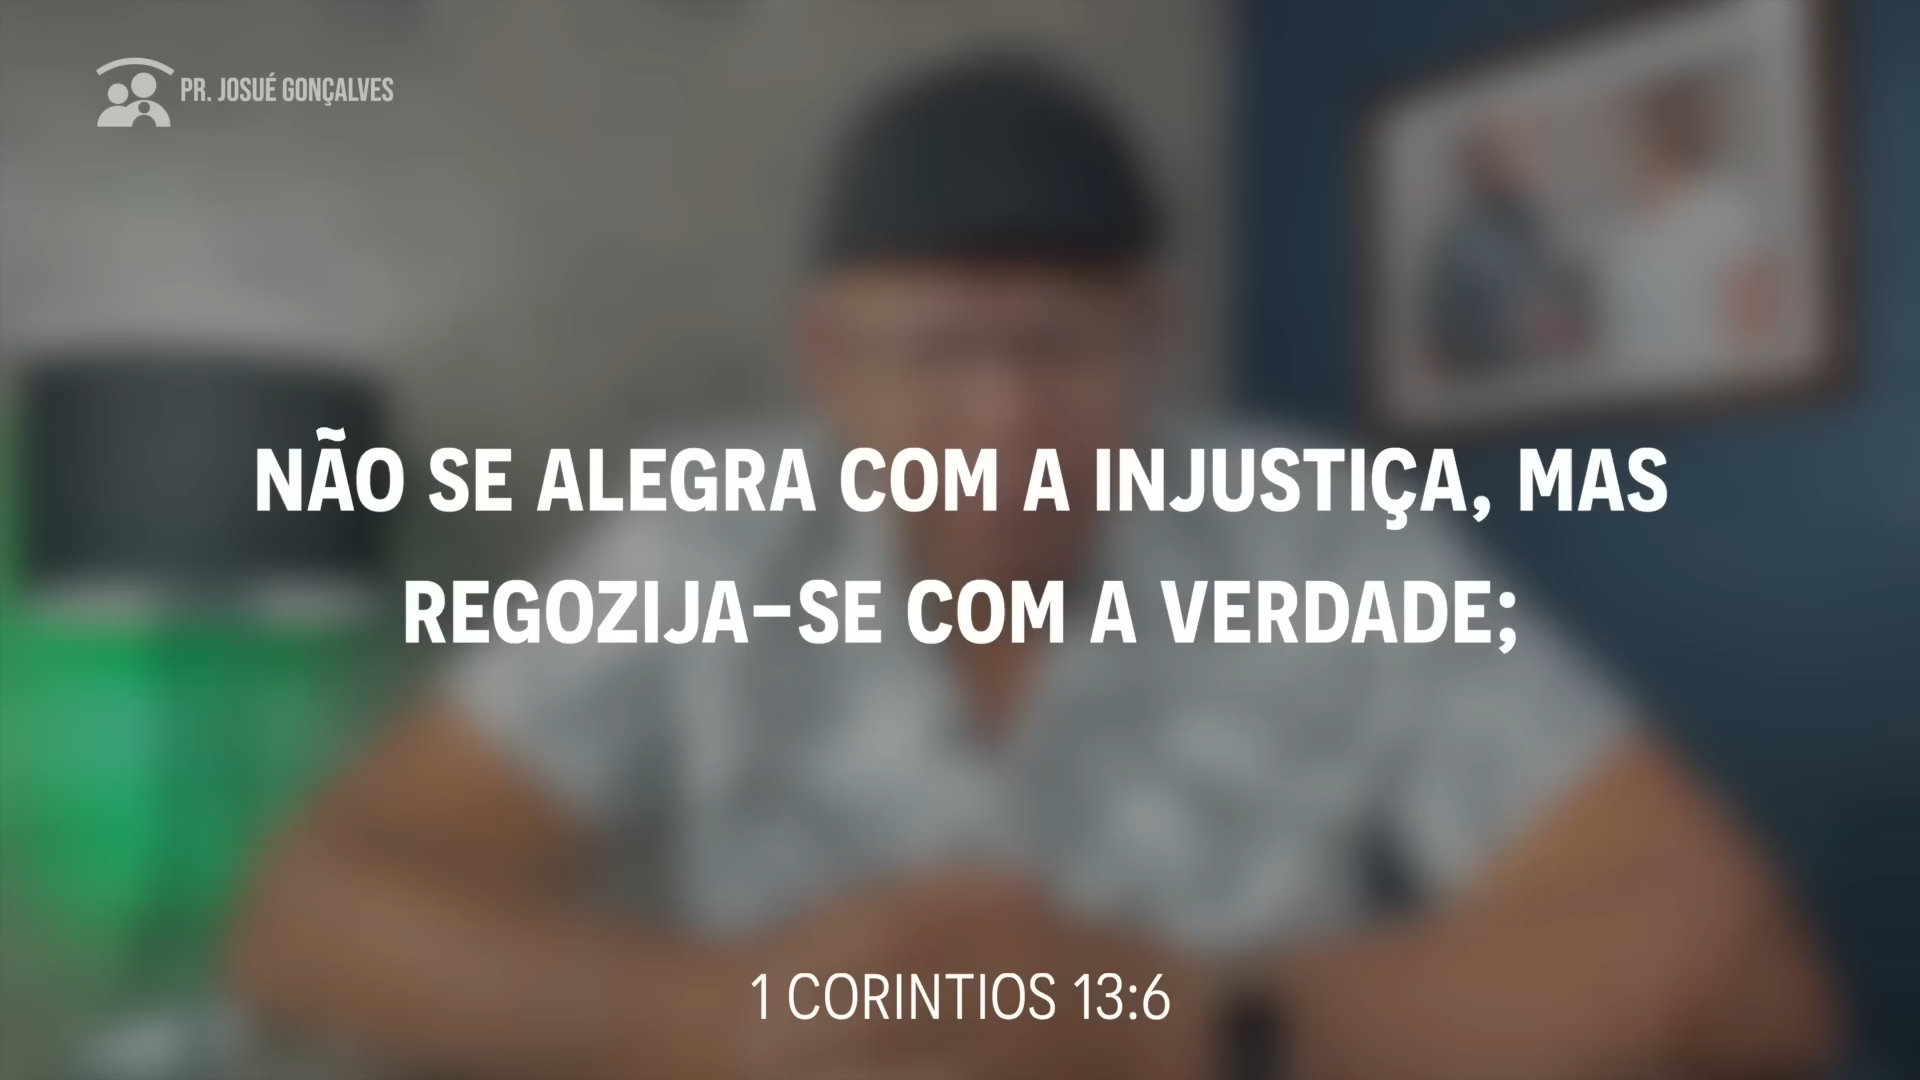 PR. JOSUÉ GONÇALVES
NÃO SE ALEGRA COM A INJUSTIÇA, MAS
REGOZIJA-SE COM A VERDADE;
1 CORINTIOS 13:6